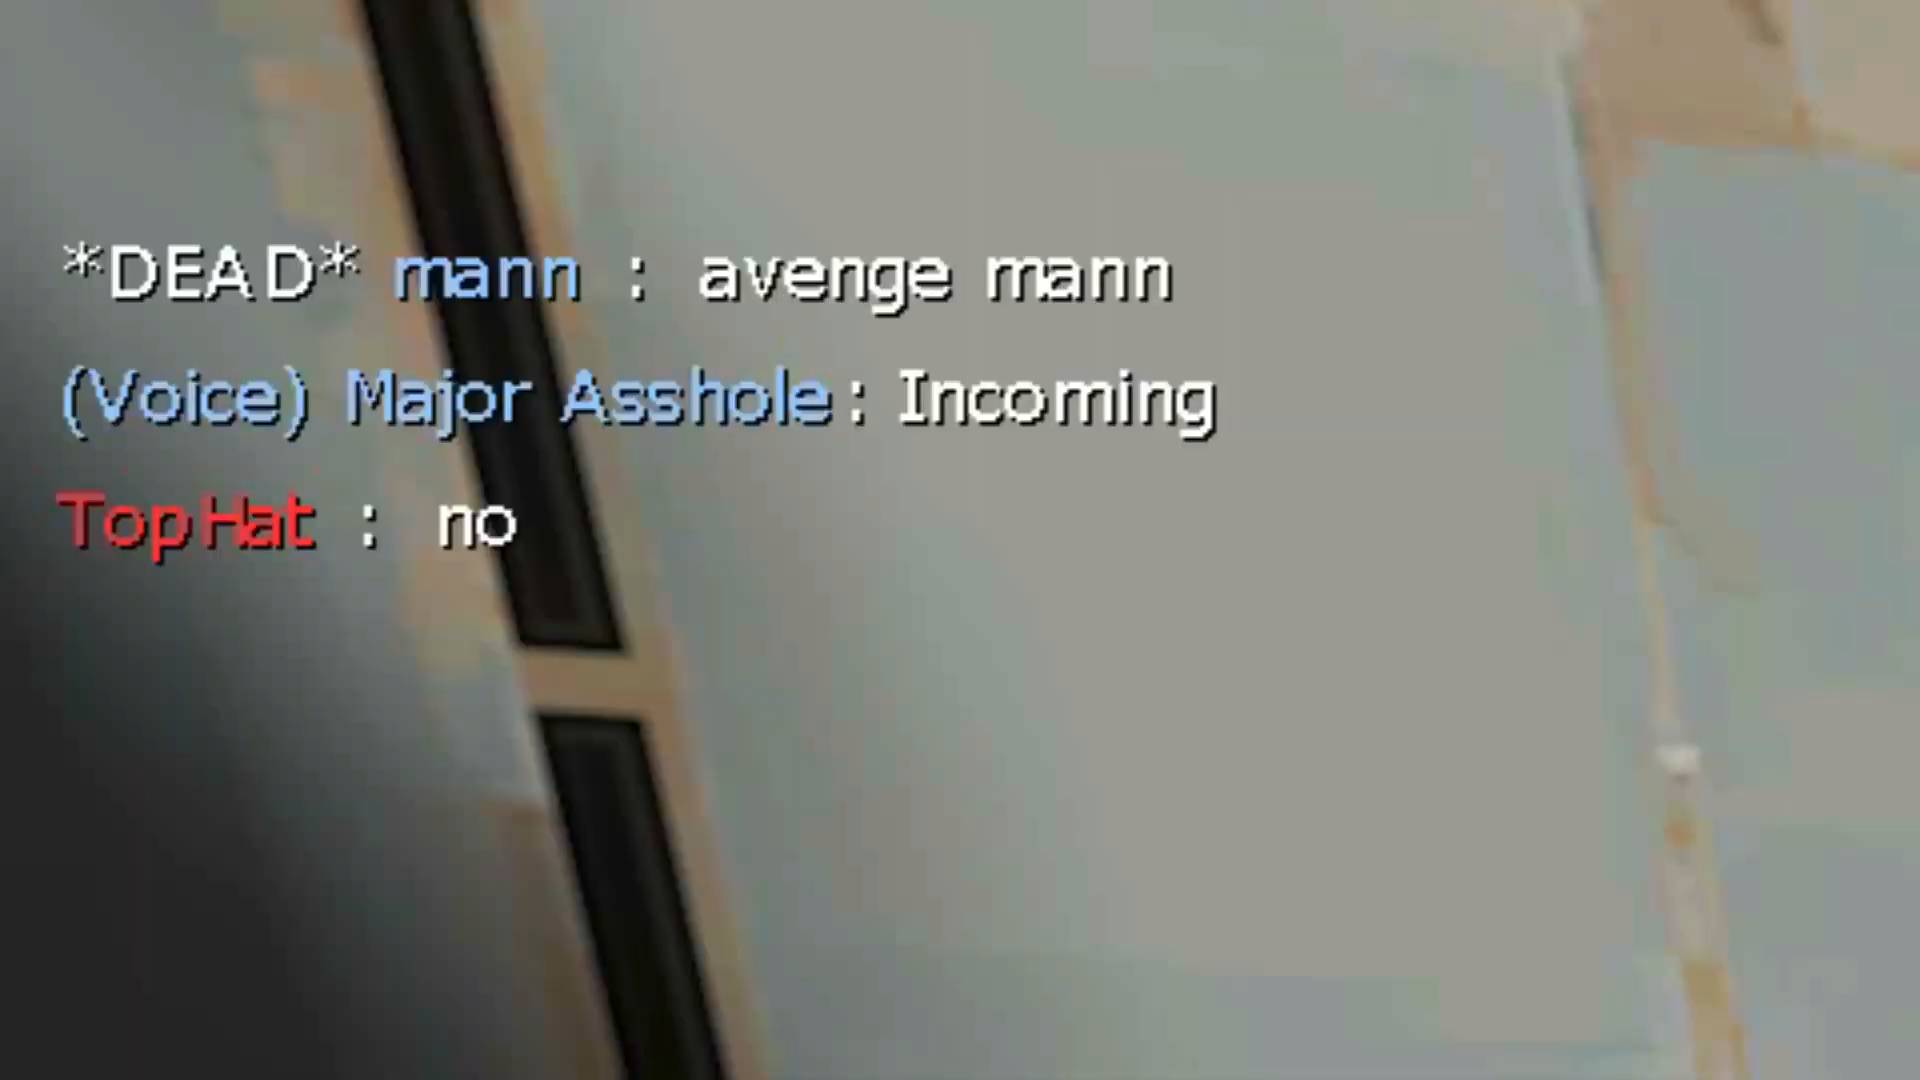 *DEAD* mann : avenge mann
(Voice) Major Asshole: Incoming
TopHat : no